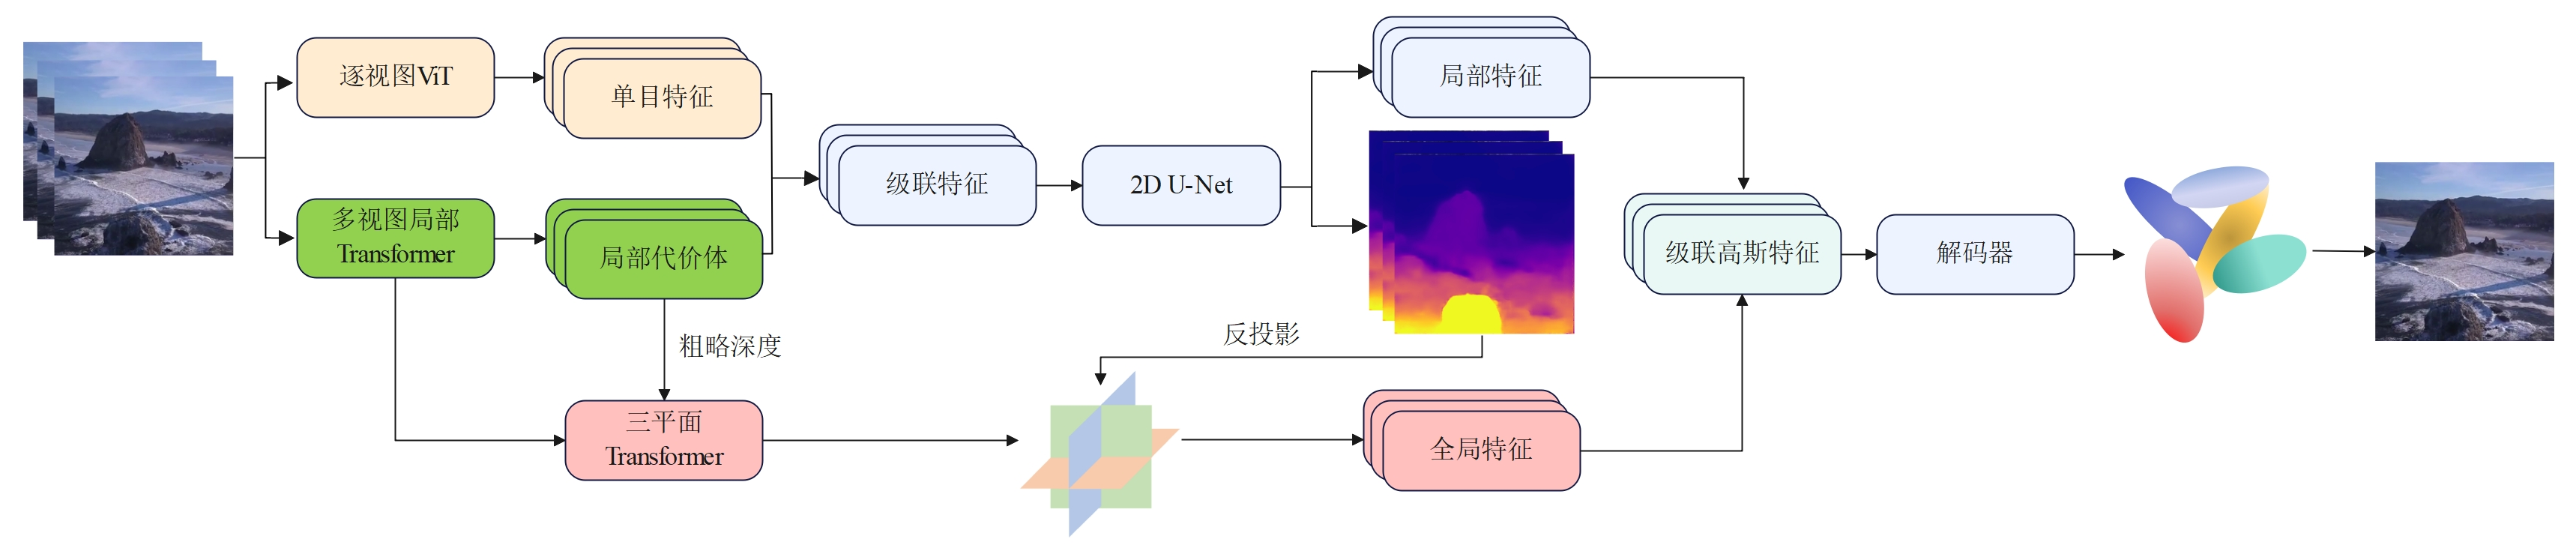 逐视图ViT
单目特征
多视图局部
Transformer
局部代价体
粗略深度
三平面
Transformer
级联特征
2D U-Net
局部特征
反投影
全局特征
级联高斯特征
解码器